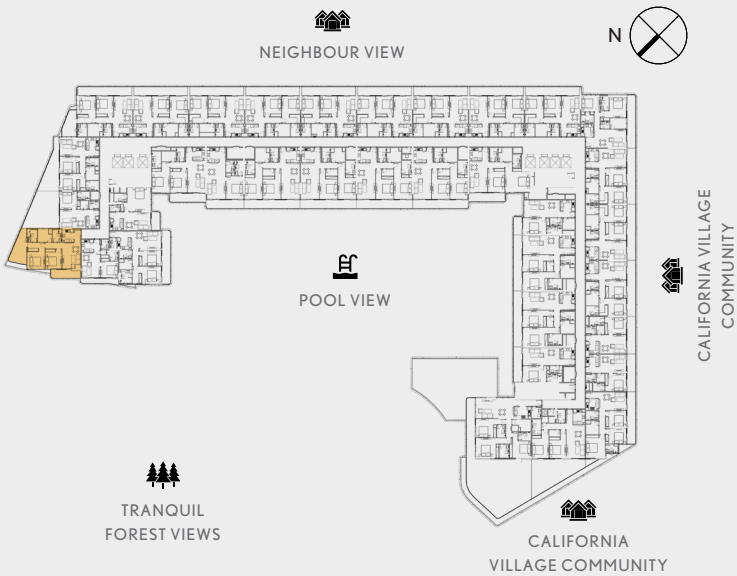 N
NEIGHBOUR VIEW
CALIFORNIA VILLAGE
COMMUNITY
POOL VIEW
TRANQUIL
FOREST VIEWS
CALIFORNIA
VILLAGE COMMUNITY